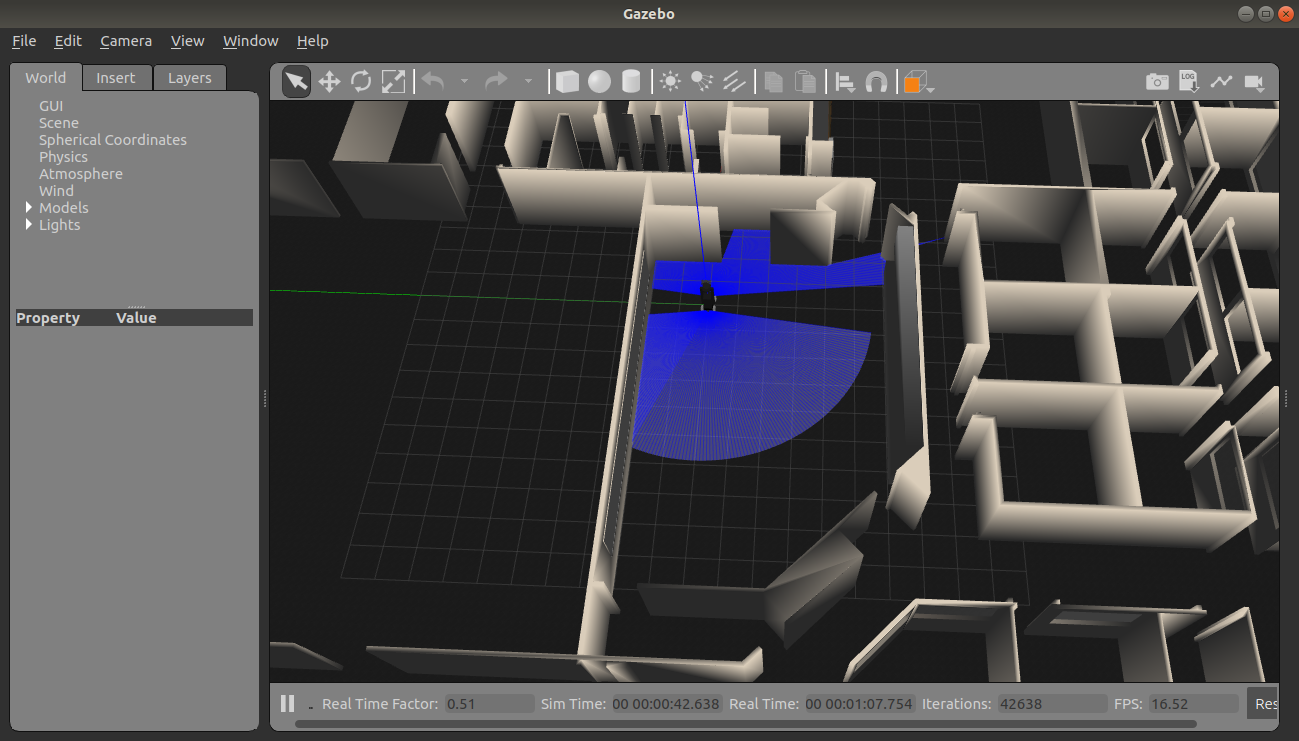 Gazebo
File Edit Camera View Window Help
World Insert Layers
LOG
GUI
Scene
Spherical Coordinates
Physics
Atmosphere
Wind
Models
Lights
Property Value
Real Time Factor: 0.51 Sim Time: 00 00:00:42.638 Real Time: 00 00:01:07.754 Iterations: 42638 FPS: 16.52 Res